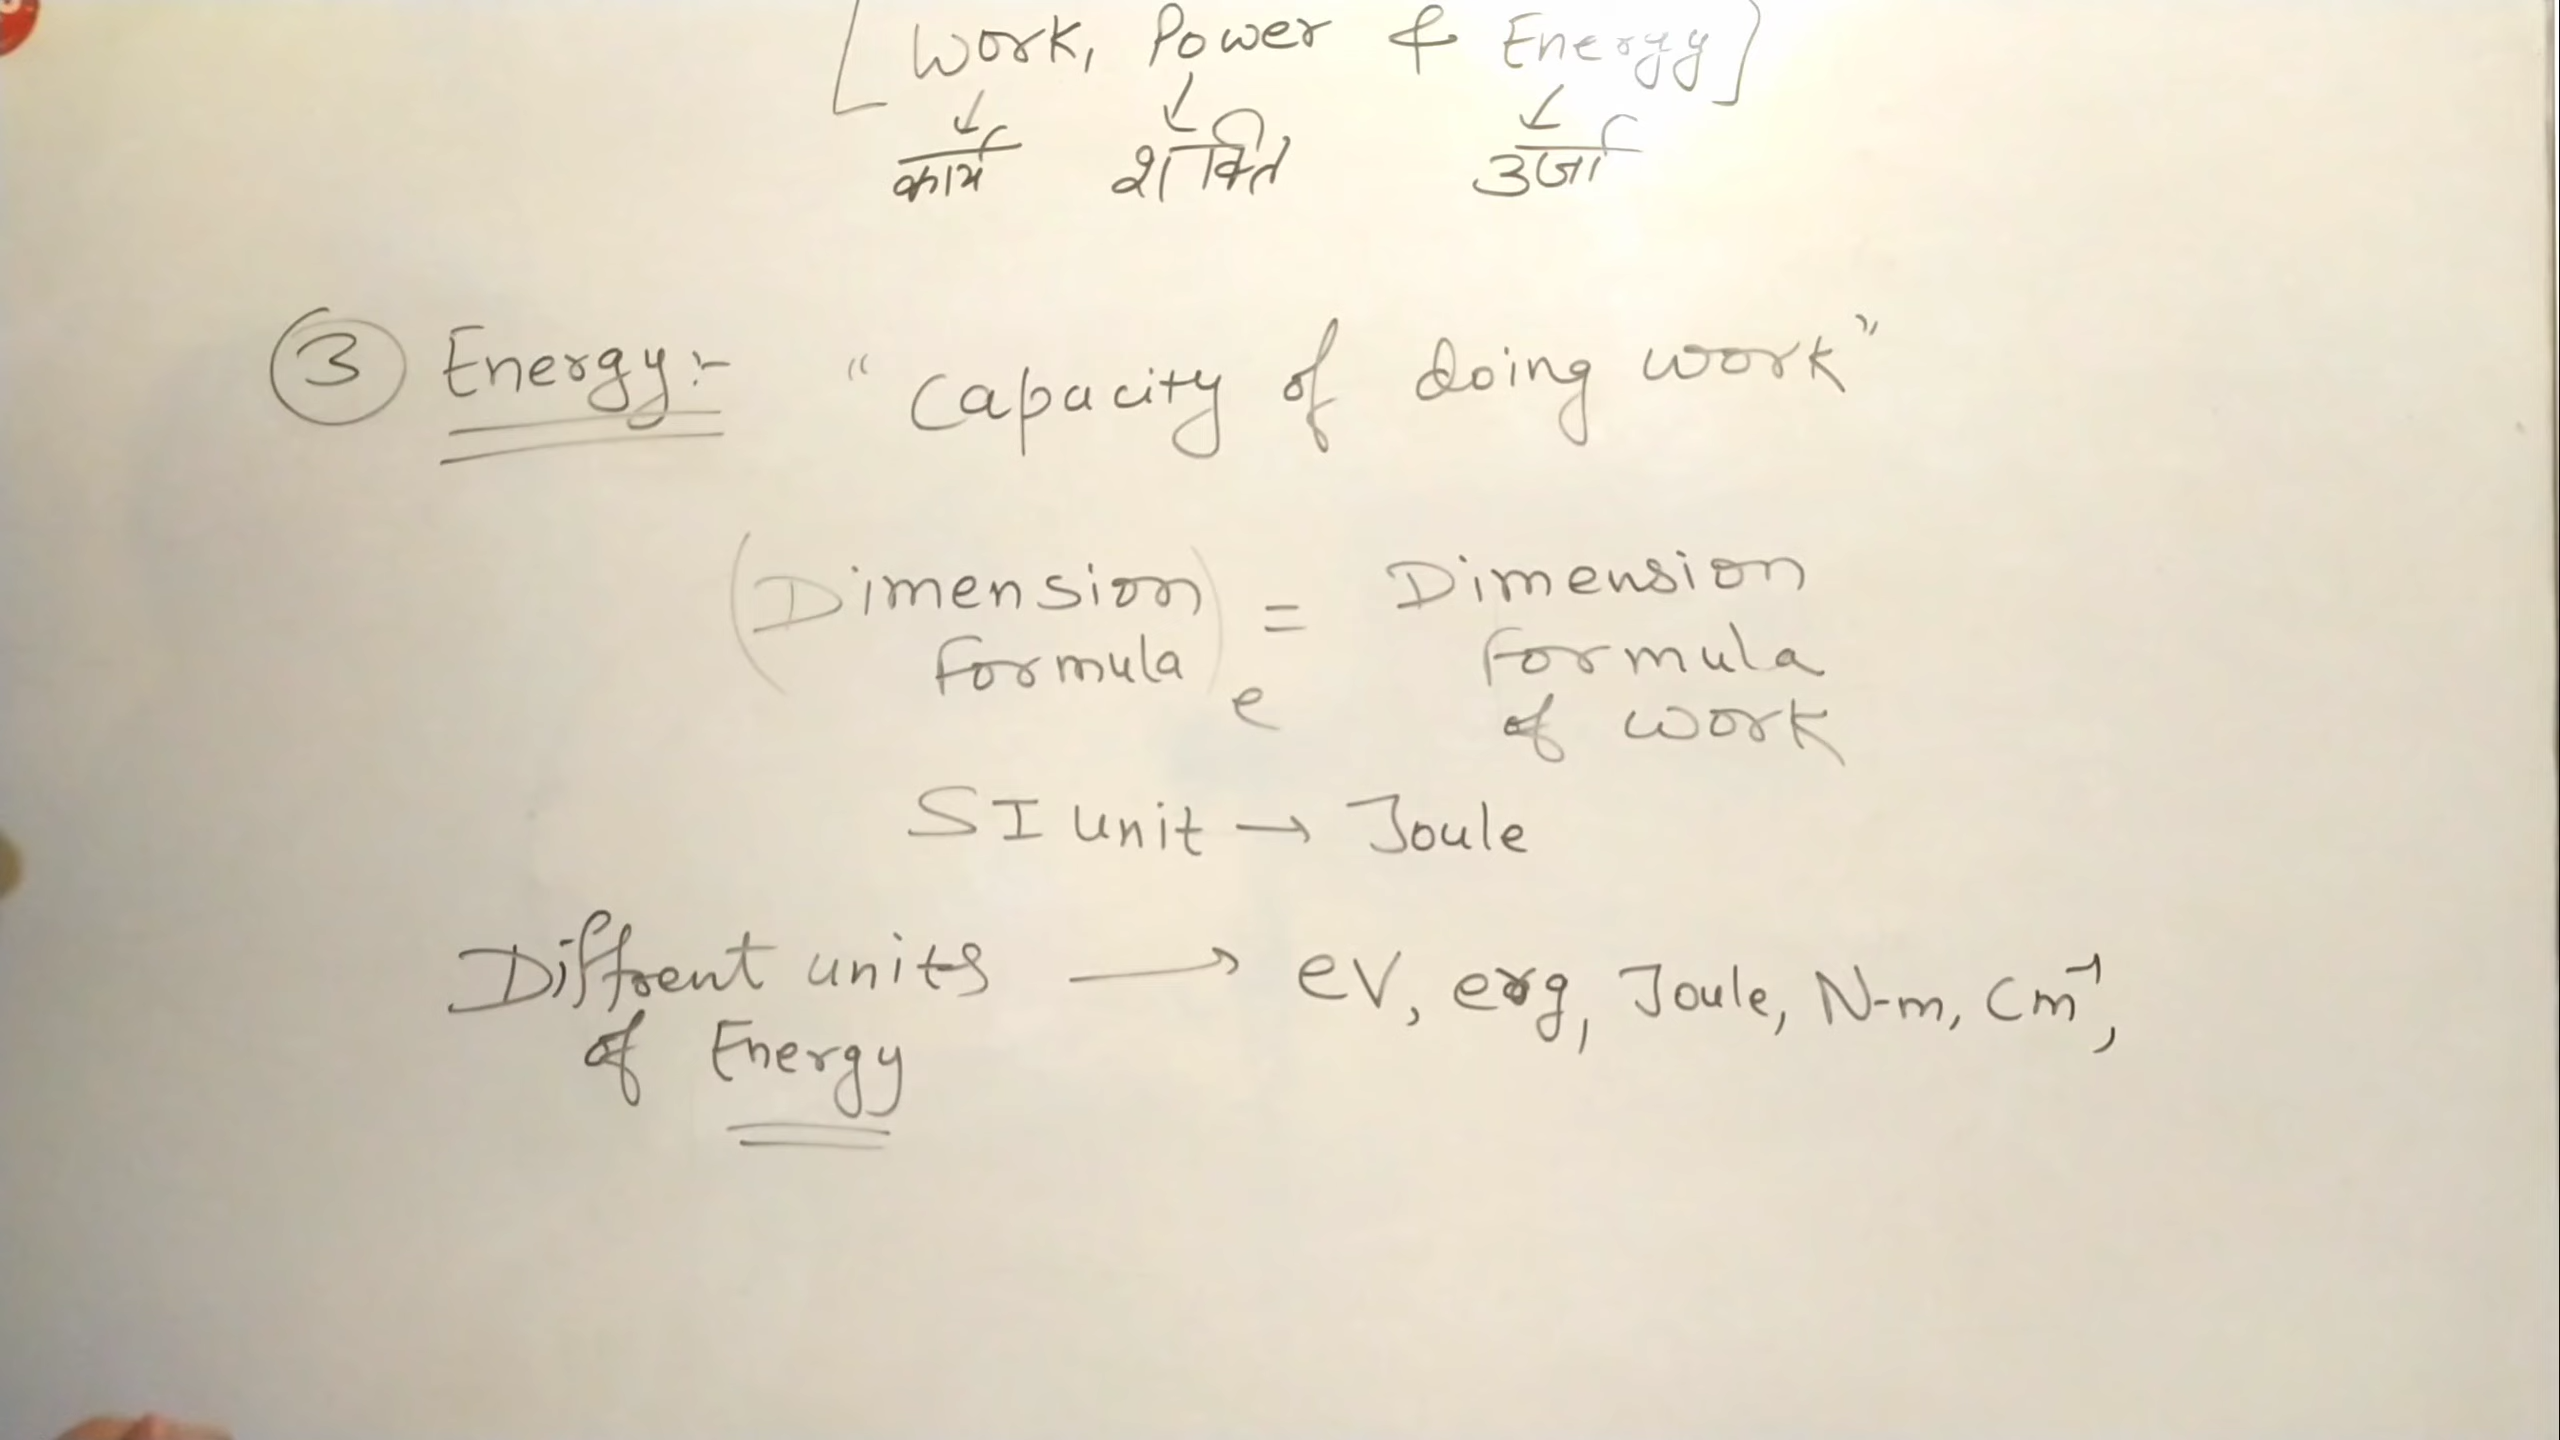 [Work, Power & Energy]
↓ ↓ ↓
कार्य शक्ति उर्जा
③ Energy:- "Capacity of doing work"
(Dimension formula)e = Dimension formula of work
SI unit → Joule
Diffrent units of Energy → eV, erg, Joule, N-m, Cm⁻¹,